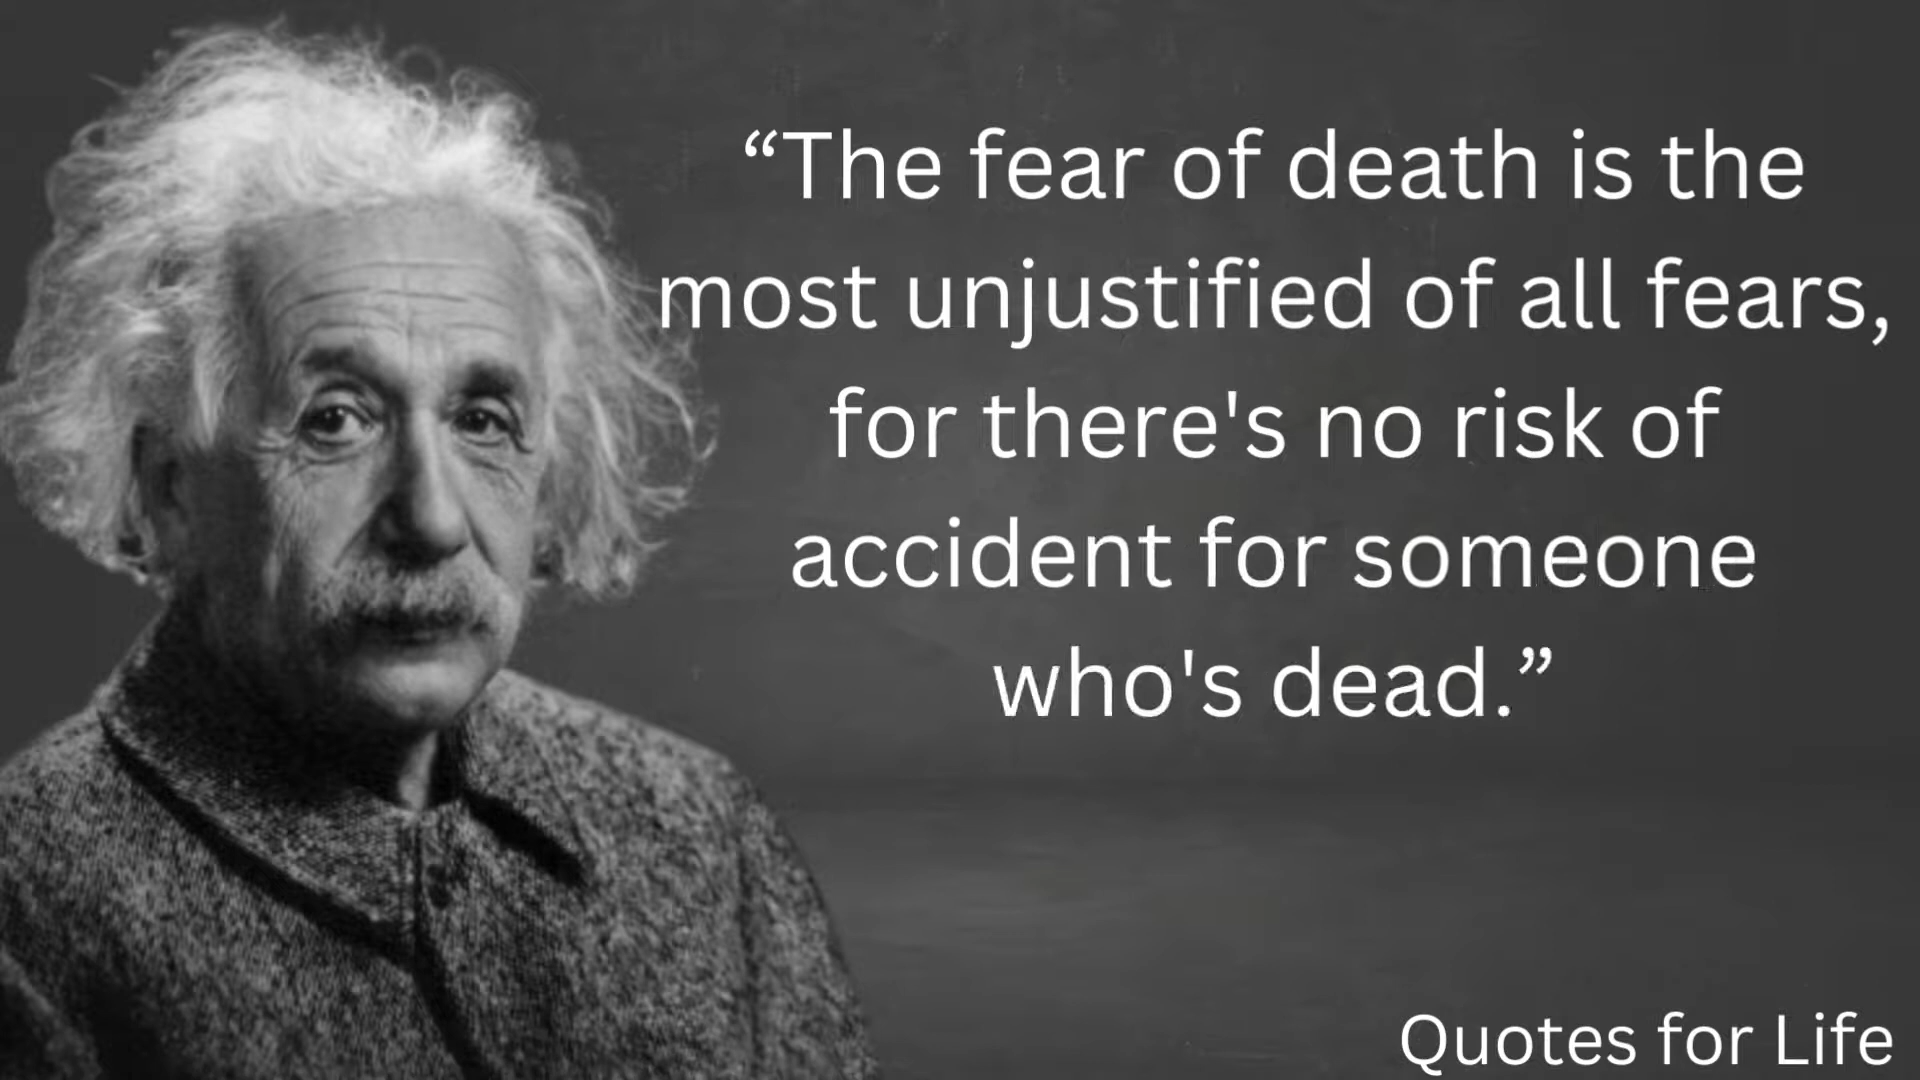 “The fear of death is the
most unjustified of all fears,
for there's no risk of
accident for someone
who's dead.”
Quotes for Life